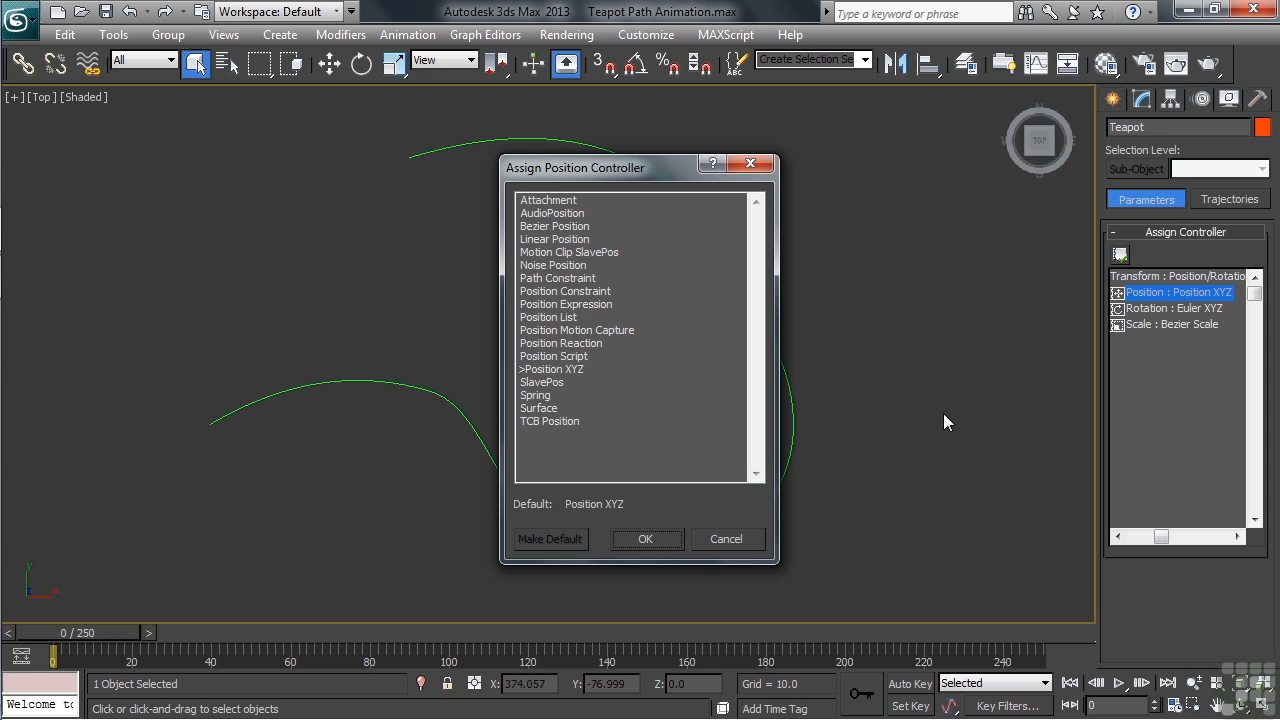 Workspace: Default
Autodesk 3ds Max 2013 Teapot Path Animation.max
Type a keyword or phrase
Edit Tools Group Views Create Modifiers Animation Graph Editors Rendering Customize MAXScript Help
All
View
3
Create Selection Se
ABC
[+] [Top] [Shaded]
TOP
Teapot
Selection Level:
Sub-Object
Parameters Trajectories
- Assign Controller
Transform : Position/Rotatio
Position : Position XYZ
Rotation : Euler XYZ
Scale : Bezier Scale
Assign Position Controller
Attachment
AudioPosition
Bezier Position
Linear Position
Motion Clip SlavePos
Noise Position
Path Constraint
Position Constraint
Position Expression
Position List
Position Motion Capture
Position Reaction
Position Script
>Position XYZ
SlavePos
Spring
Surface
TCB Position
Default: Position XYZ
Make Default OK Cancel
y
z x
< 0 / 250 >
0 20 40 60 80 100 120 140 160 180 200 220 240
1 Object Selected X: 374.057 Y: -76.999 Z: 0.0 Grid = 10.0 Auto Key Selected
Welcome to Click or click-and-drag to select objects Add Time Tag Set Key Key Filters... 0